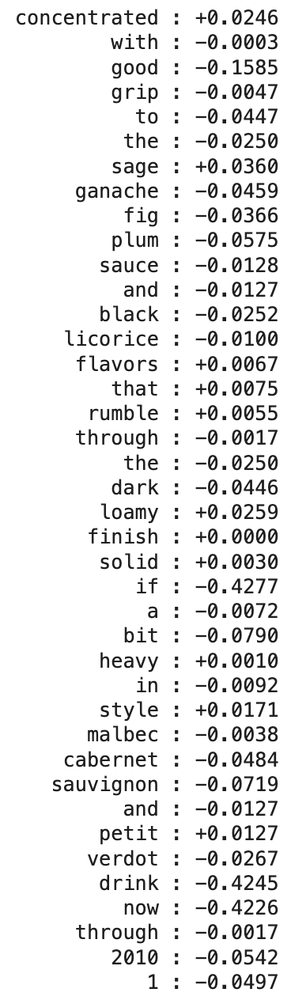 concentrated : +0.0246
with : −0.0003
good : −0.1585
grip : −0.0047
to : −0.0447
the : −0.0250
sage : +0.0360
ganache : −0.0459
fig : −0.0366
plum : −0.0575
sauce : −0.0128
and : −0.0127
black : −0.0252
licorice : −0.0100
flavors : +0.0067
that : +0.0075
rumble : +0.0055
through : −0.0017
the : −0.0250
dark : −0.0446
loamy : +0.0259
finish : +0.0000
solid : +0.0030
if : −0.4277
a : −0.0072
bit : −0.0790
heavy : +0.0010
in : −0.0092
style : +0.0171
malbec : −0.0038
cabernet : −0.0484
sauvignon : −0.0719
and : −0.0127
petit : +0.0127
verdot : −0.0267
drink : −0.4245
now : −0.4226
through : −0.0017
2010 : −0.0542
1 : −0.0497